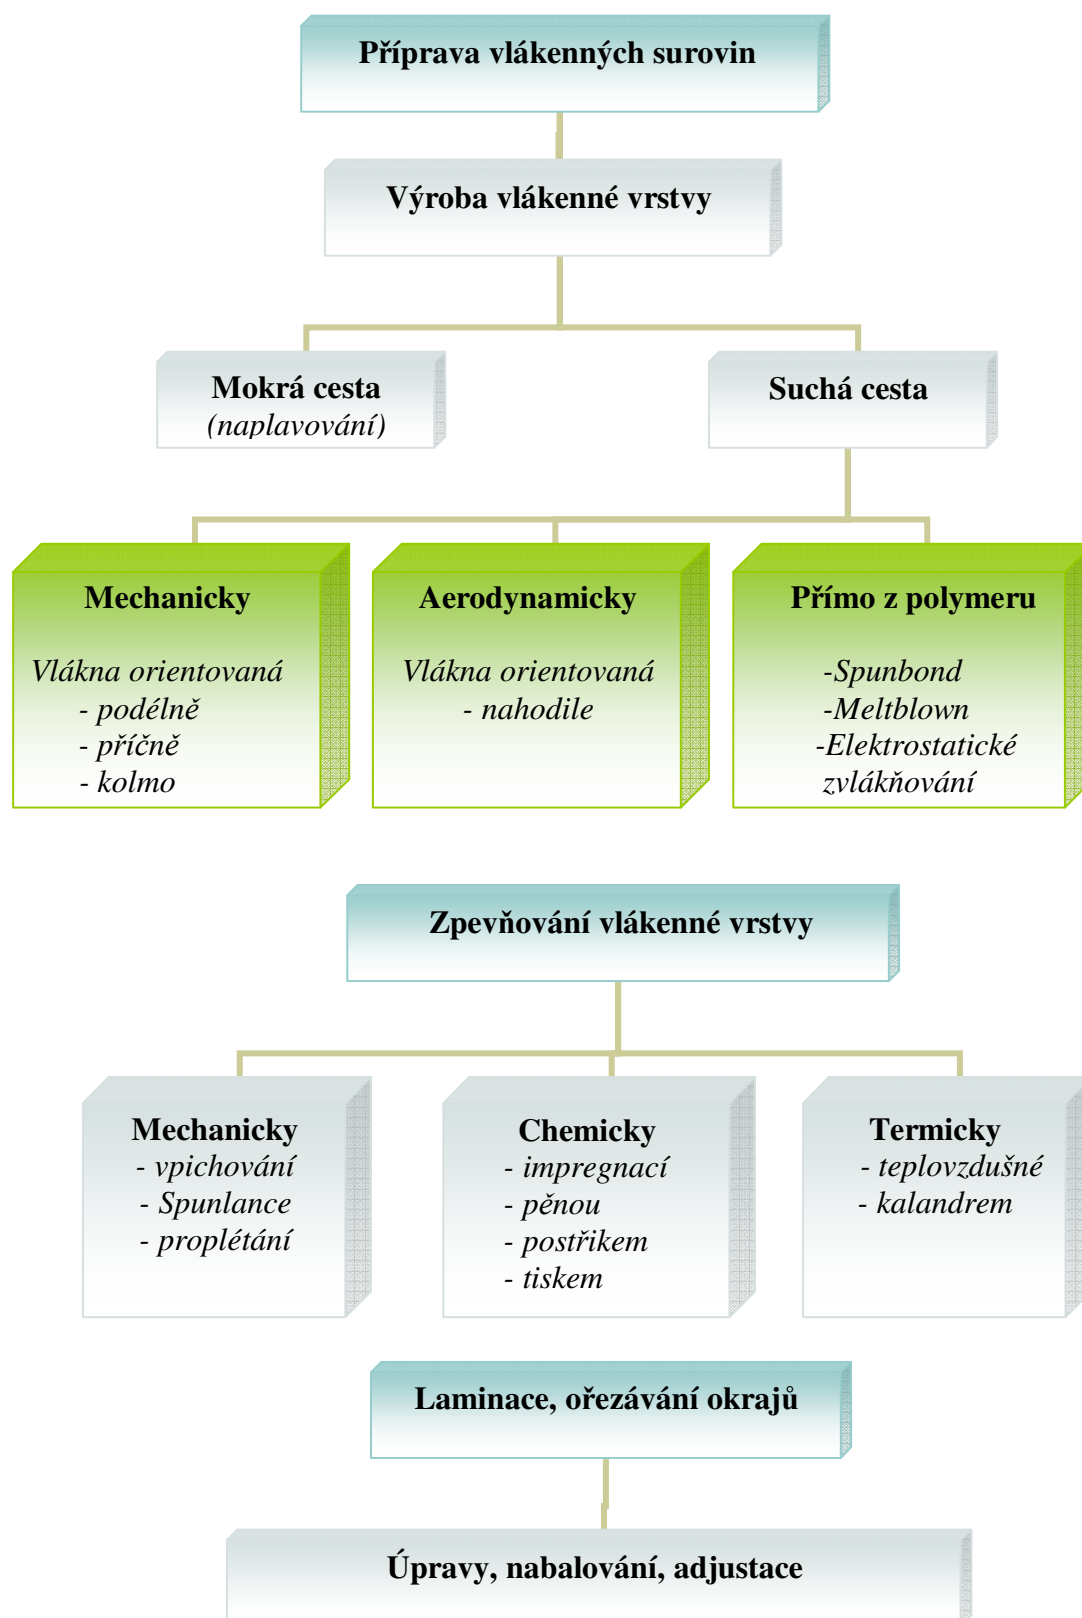 Příprava vlákenných surovin
Výroba vlákenné vrstvy
Mokrá cesta
(naplavování)
Suchá cesta
Mechanicky
Vlákna orientovaná
- podélně
- příčně
- kolmo
Aerodynamicky
Vlákna orientovaná
- nahodile
Přímo z polymeru
-Spunbond
-Meltblown
-Elektrostatické
zvlákňování
Zpevňování vlákenné vrstvy
Mechanicky
- vpichování
- Spunlance
- proplétání
Chemicky
- impregnací
- pěnou
- postřikem
- tiskem
Termicky
- teplovzdušné
- kalandrem
Laminace, ořezávání okrajů
Úpravy, nabalování, adjustace